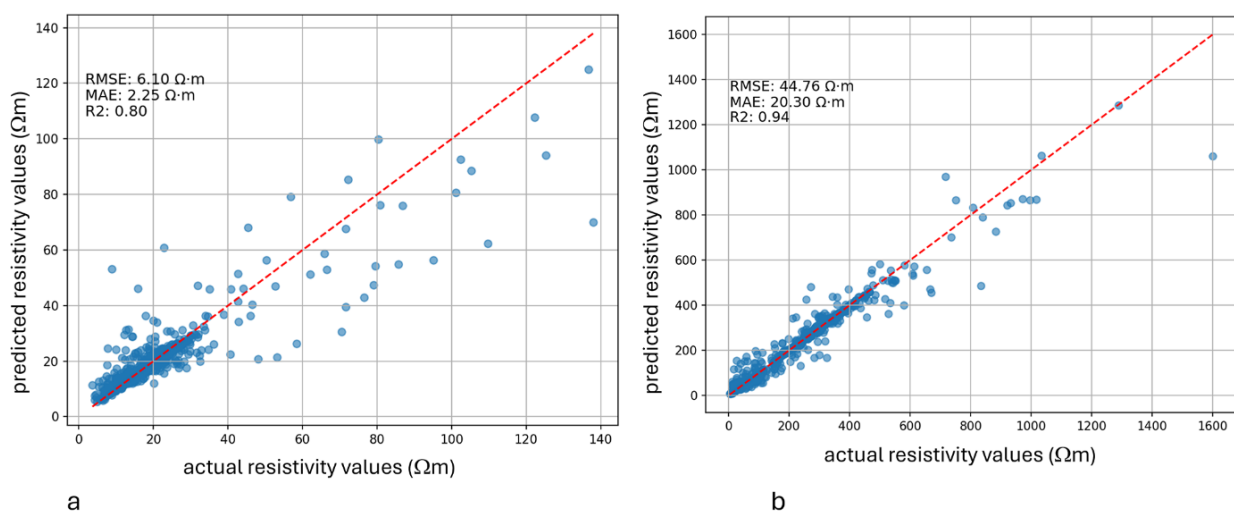 140
120
100
80
60
40
20
0
RMSE: 6.10 Ω·m
MAE: 2.25 Ω·m
R2: 0.80
predicted resistivity values (Ωm)
0 20 40 60 80 100 120 140
actual resistivity values (Ωm)
a
1600
1400
1200
1000
800
600
400
200
0
RMSE: 44.76 Ω·m
MAE: 20.30 Ω·m
R2: 0.94
predicted resistivity values (Ωm)
0 200 400 600 800 1000 1200 1400 1600
actual resistivity values (Ωm)
b